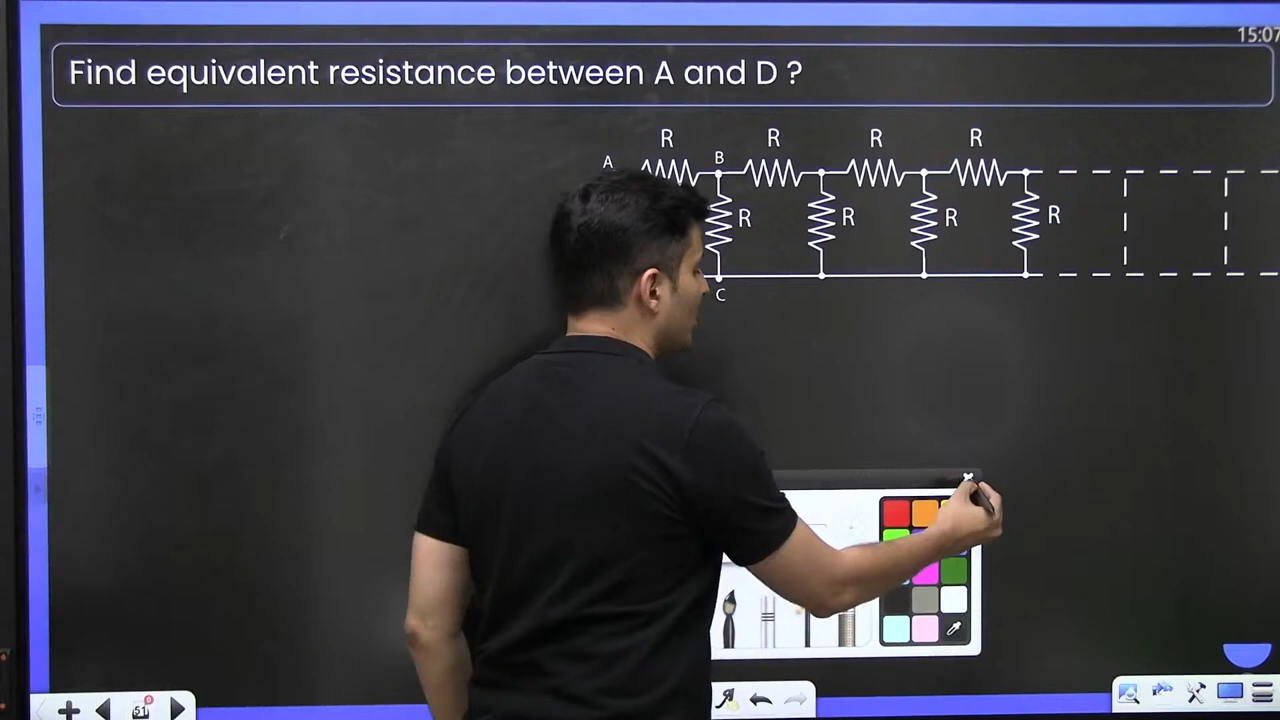 15:07
Find equivalent resistance between A and D ?
R R R R
A B
R R R R
C
51